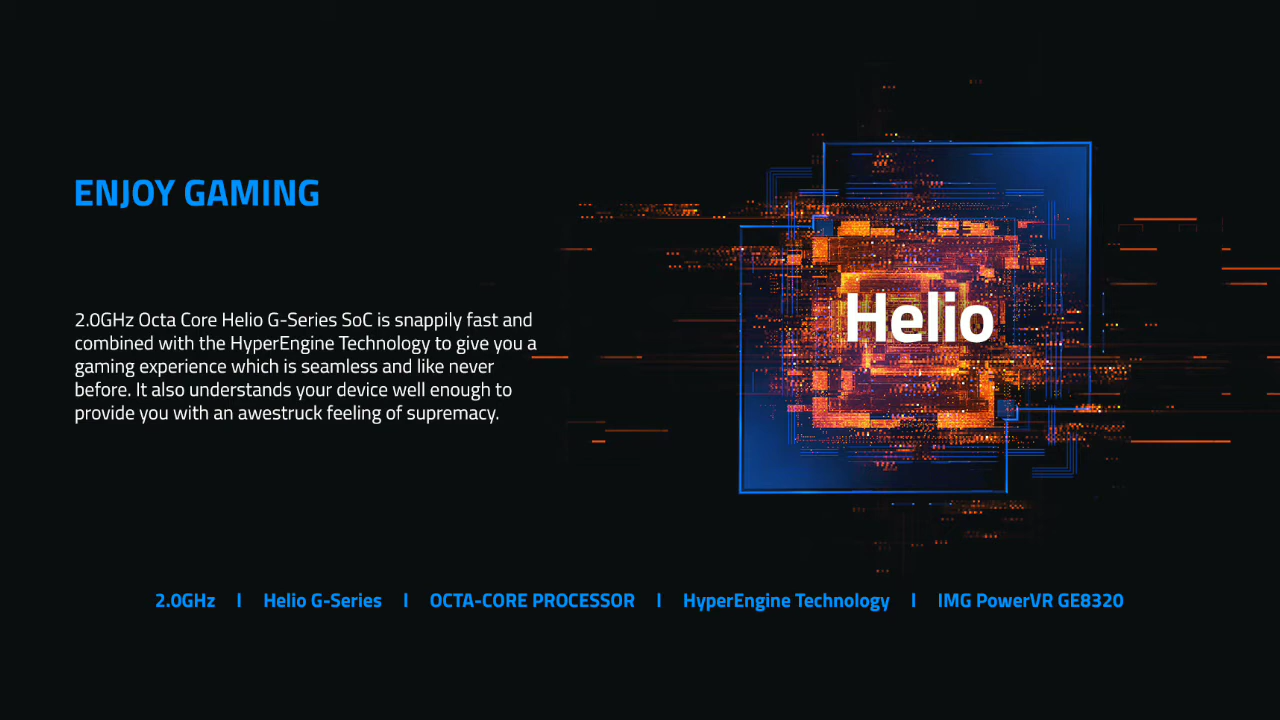 ENJOY GAMING
2.0GHz Octa Core Helio G-Series SoC is snappily fast and
combined with the HyperEngine Technology to give you a
gaming experience which is seamless and like never
before. It also understands your device well enough to
provide you with an awestruck feeling of supremacy.
Helio
2.0GHz | Helio G-Series | OCTA-CORE PROCESSOR | HyperEngine Technology | IMG PowerVR GE8320